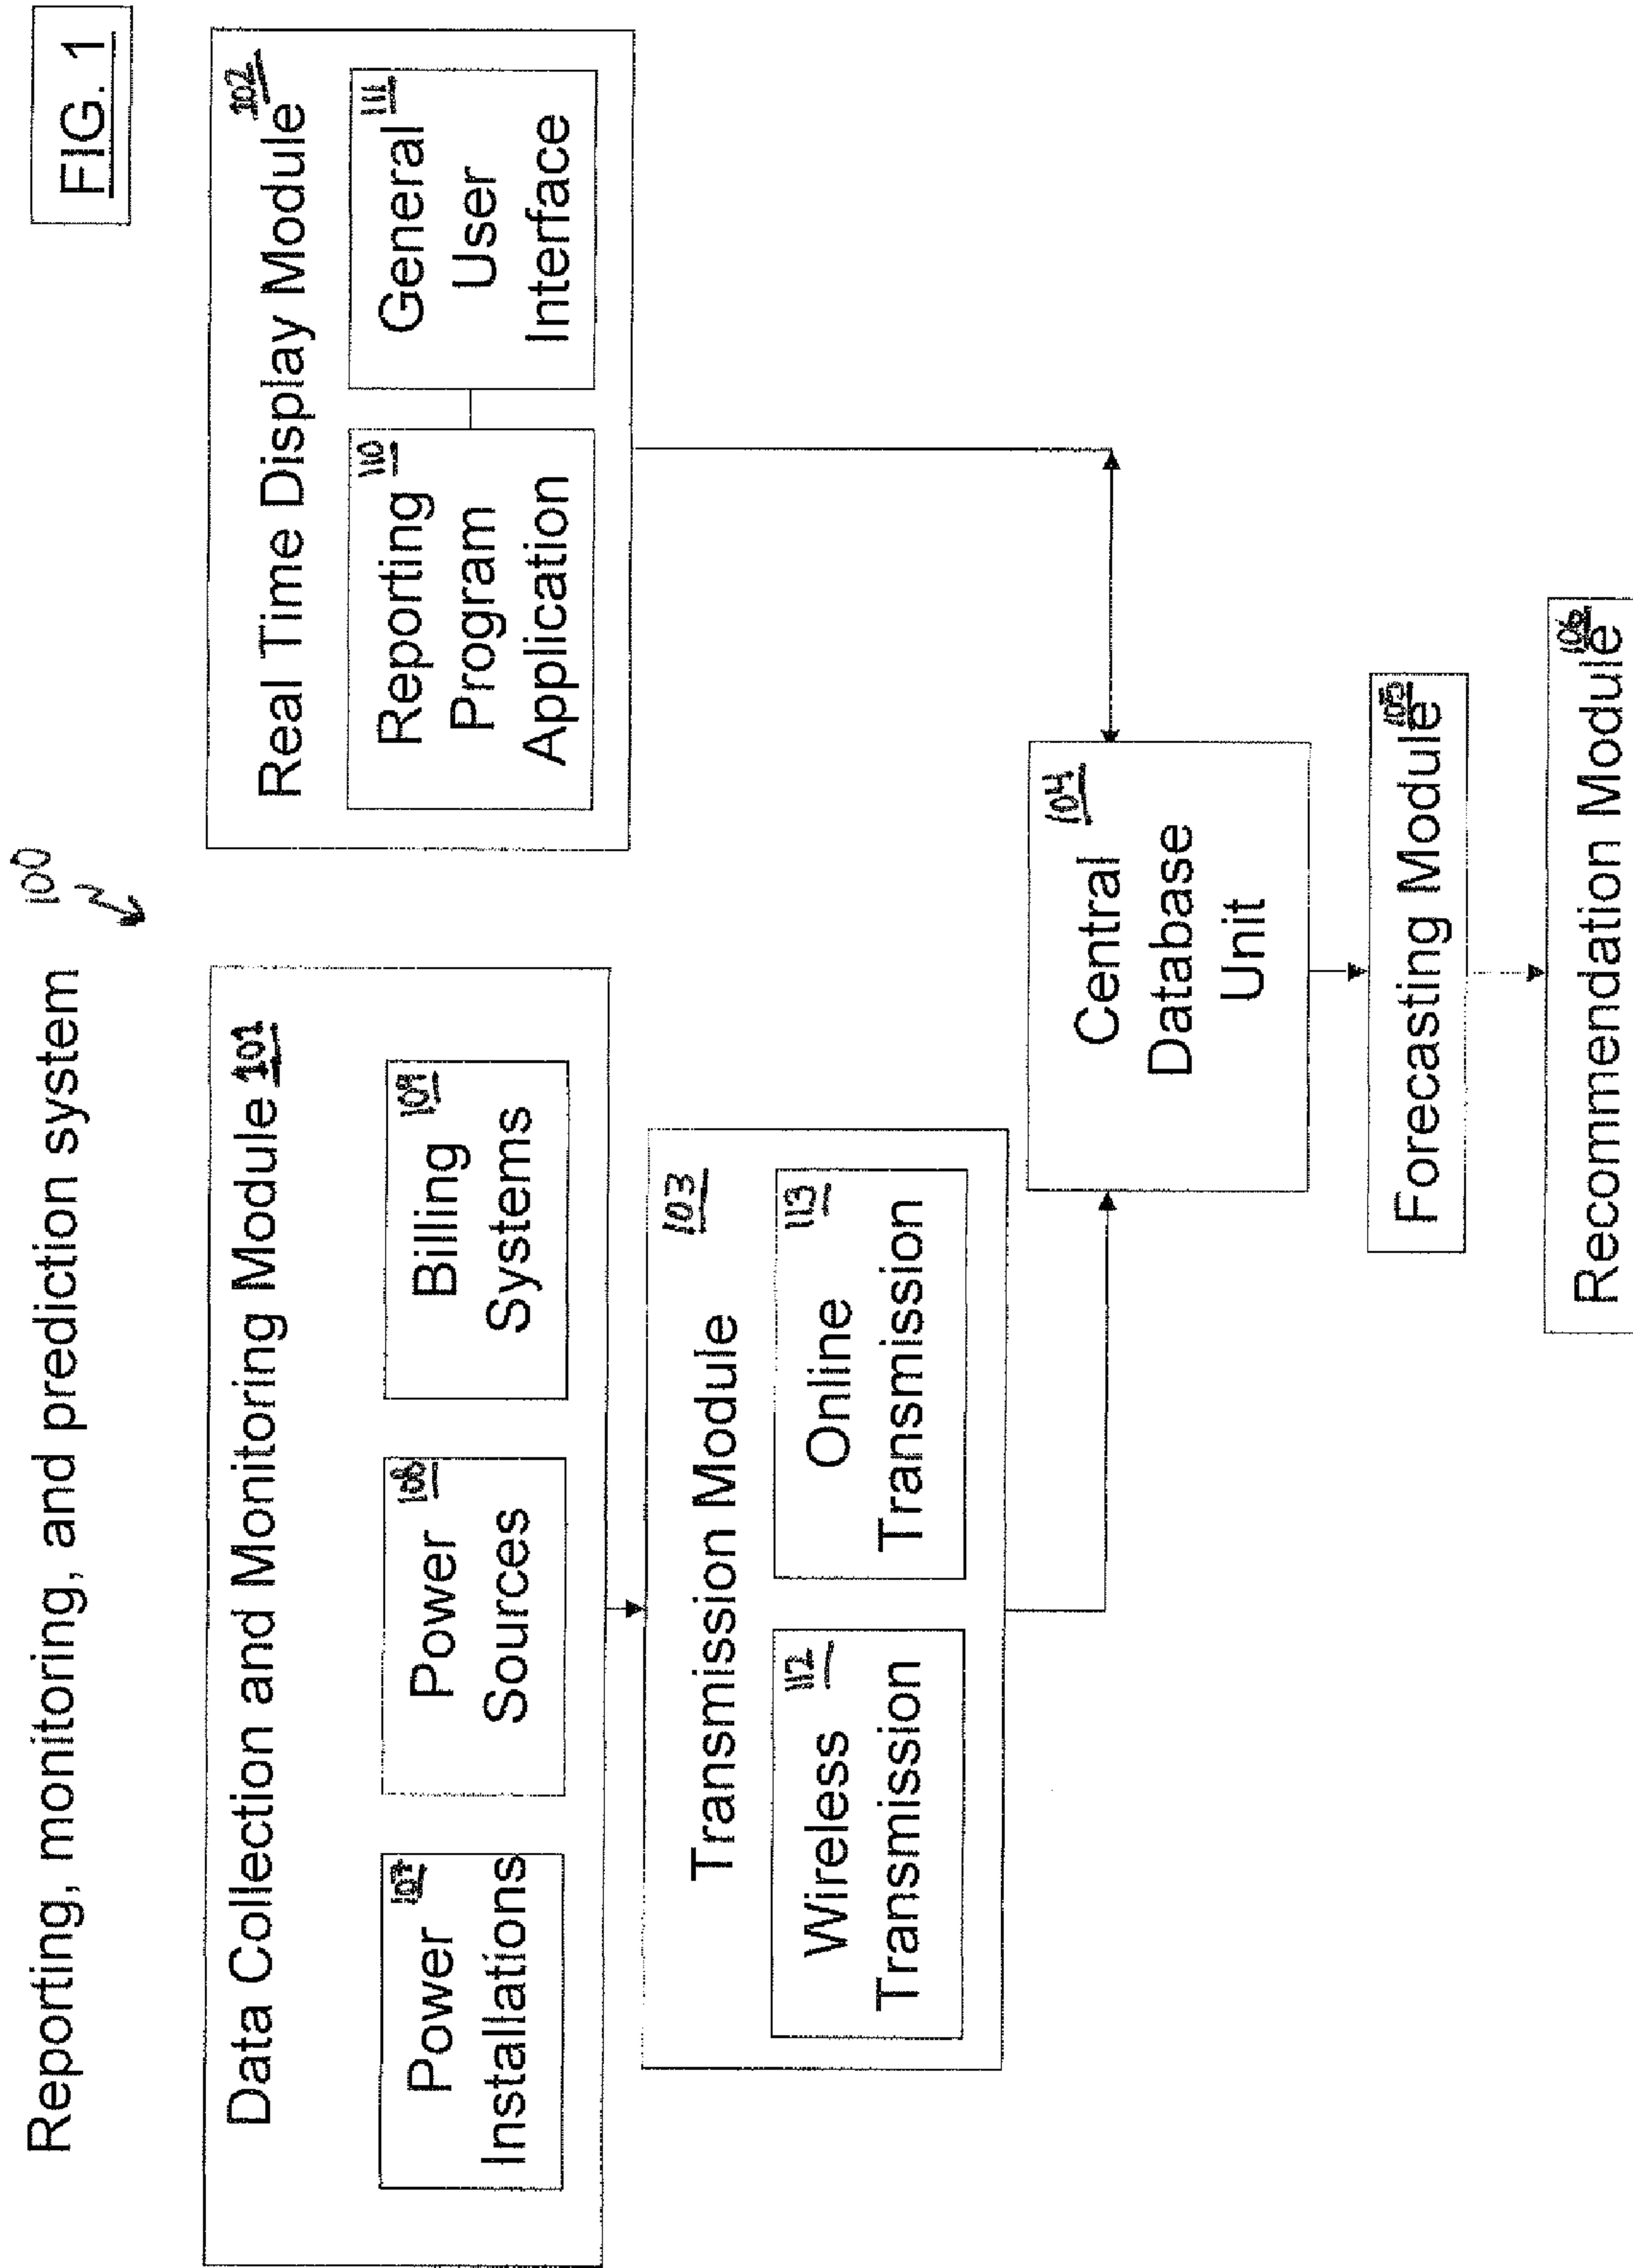 FIG. 1
Reporting, monitoring, and prediction system
100
Data Collection and Monitoring Module 101
Power
Installations
107
Power
Sources
108
Billing
Systems
109
Real Time Display Module
102
Reporting
Program
Application
110
General
User
Interface
111
Transmission Module
103
Wireless
Transmission
112
Online
Transmission
113
Central
Database
Unit
104
Forecasting Module
105
Recommendation Module
106